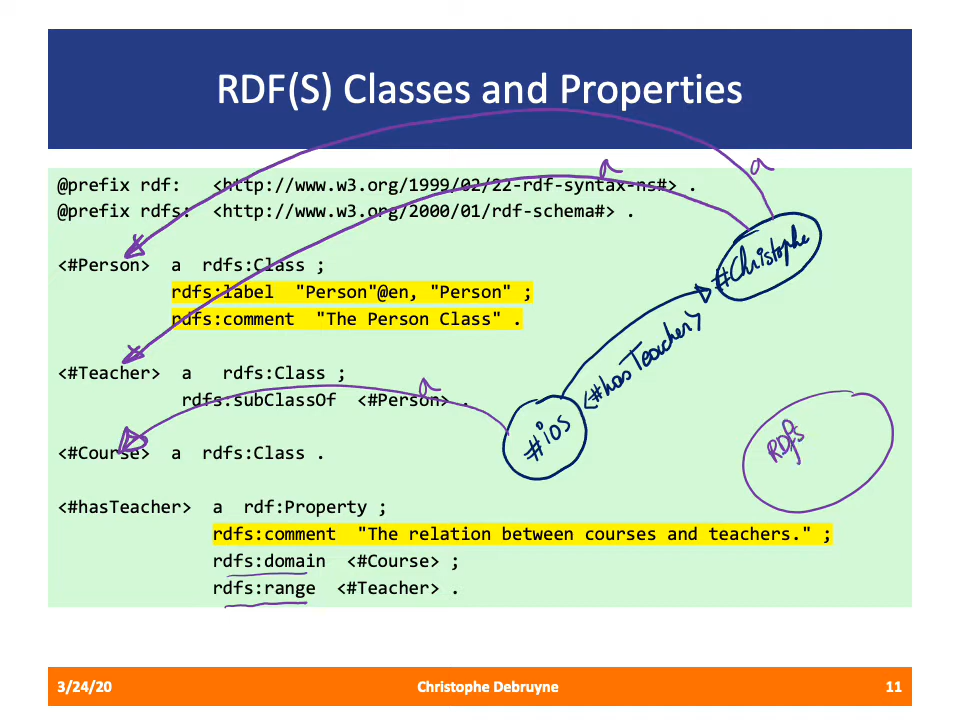 RDF(S) Classes and Properties
@prefix rdf:   <http://www.w3.org/1999/02/22-rdf-syntax-ns#> .
@prefix rdfs:  <http://www.w3.org/2000/01/rdf-schema#> .
<#Person>  a  rdfs:Class ;
rdfs:label  "Person"@en, "Person" ;
rdfs:comment  "The Person Class" .
<#Teacher>  a   rdfs:Class ;
rdfs:subClassOf  <#Person> .
<#Course>  a  rdfs:Class .
<#hasTeacher>  a  rdf:Property ;
rdfs:comment  "The relation between courses and teachers." ;
rdfs:domain  <#Course> ;
rdfs:range  <#Teacher> .
a
a
#Christophe
<#hasTeacher>
a
#ios
RDFS
3/24/20
Christophe Debruyne
11